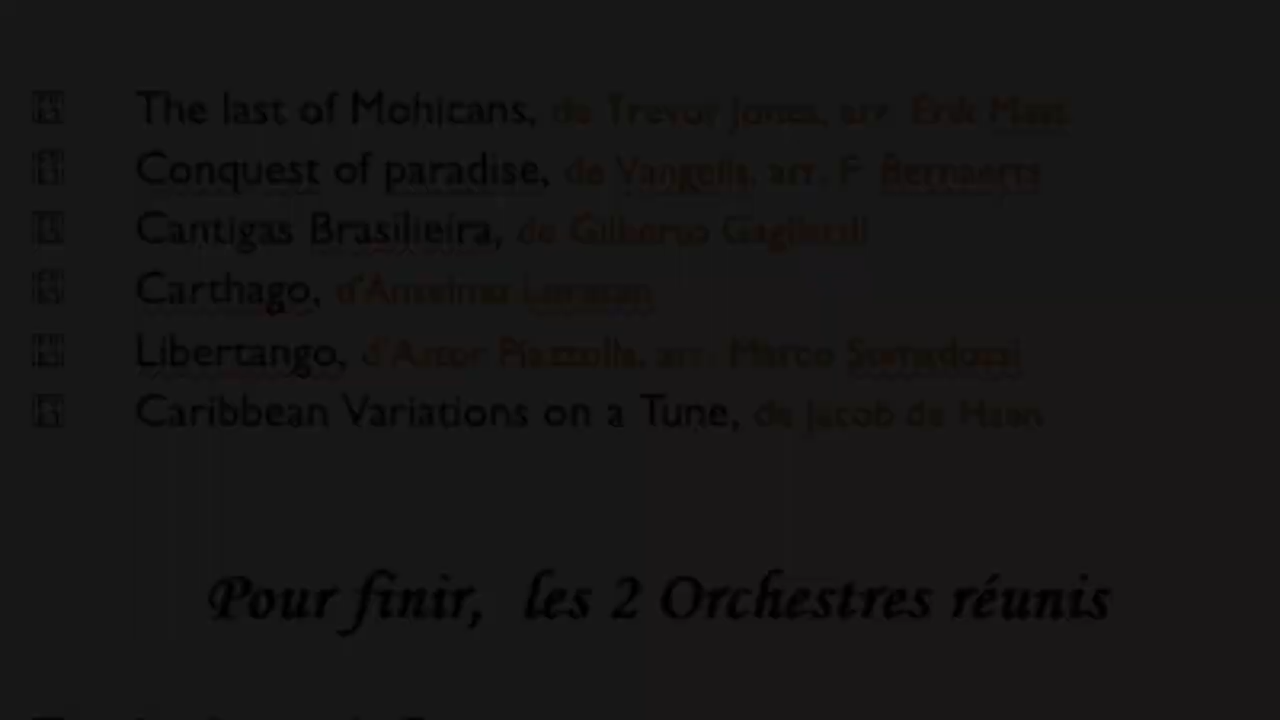 The last of Mohicans, de Trevor Jones, arr. Erik Mast
Conquest of paradise, de Vangelis, arr. F. Bernaerts
Cantigas Brasilieira, de Gilberto Gagliardi
Carthago, d'Anselmo
Libertango, d'Astor Piazzolla, arr. Marco Somadossi
Caribbean Variations on a Tune, de Jacob de Haan
Pour finir, les 2 Orchestres réunis